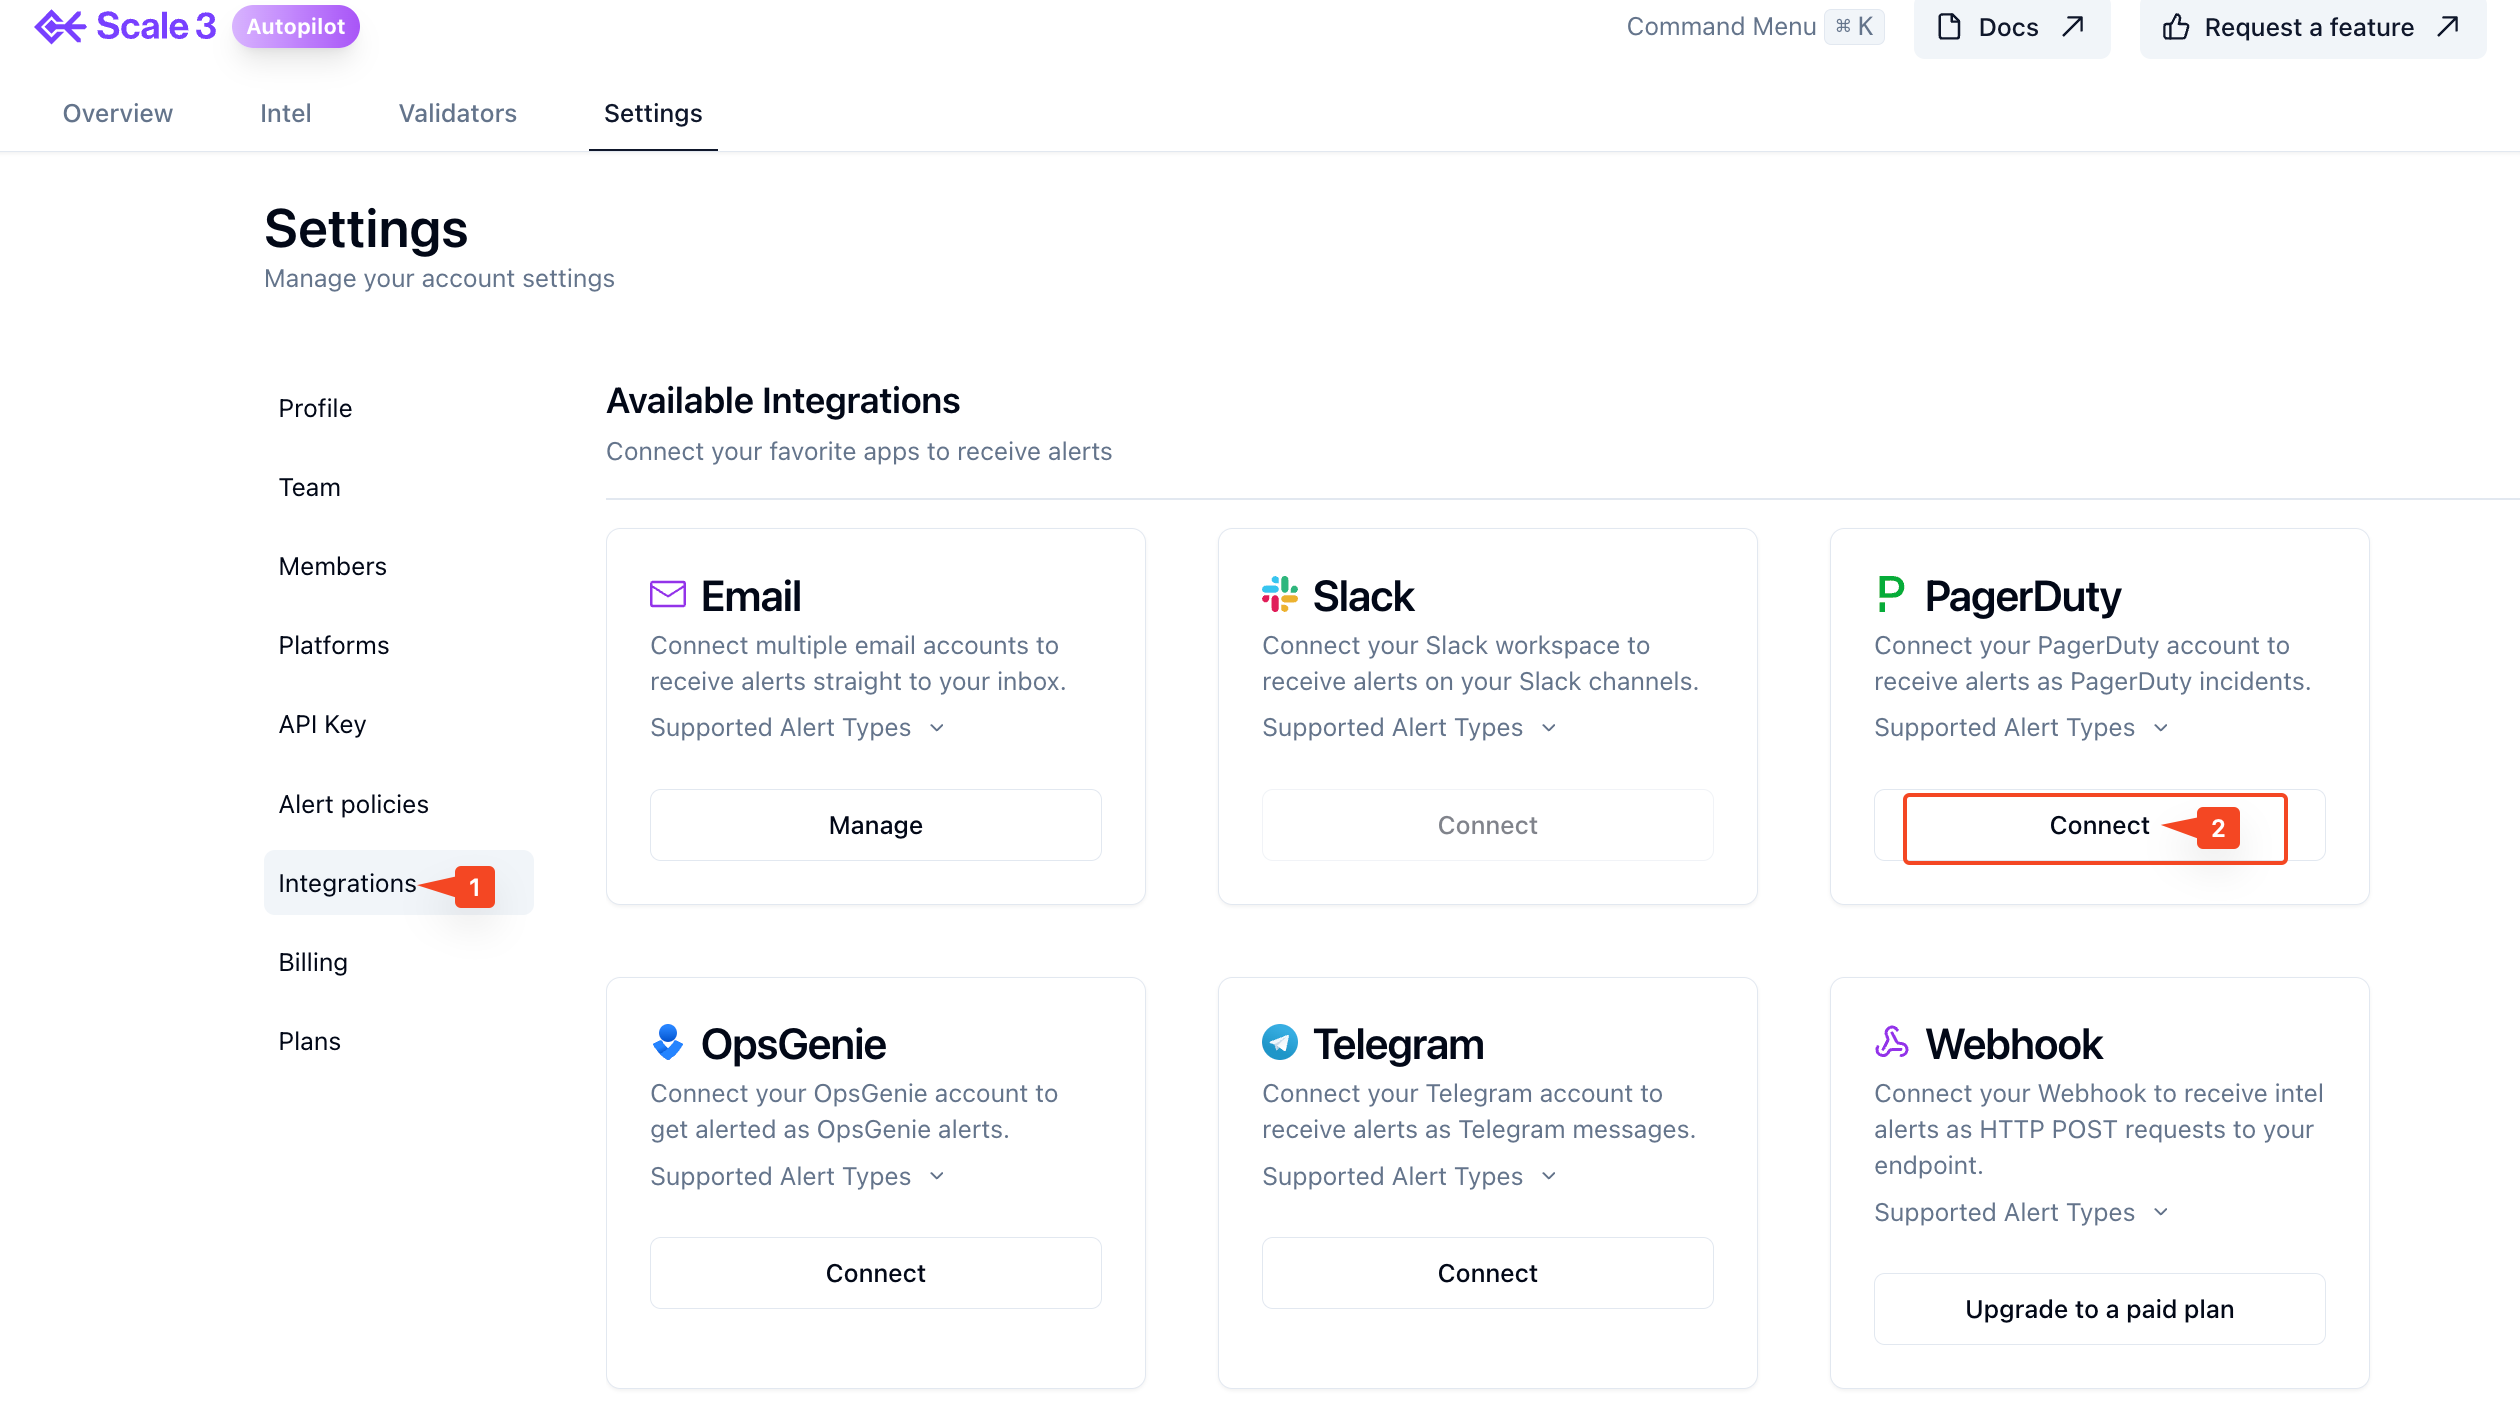 Scale 3 Autopilot Command Menu ⌘ K Docs Request a feature
Overview Intel Validators Settings
Settings
Manage your account settings
Profile
Team
Members
Platforms
API Key
Alert policies
Integrations 1
Billing
Plans
Available Integrations
Connect your favorite apps to receive alerts
Email
Connect multiple email accounts to
receive alerts straight to your inbox.
Supported Alert Types
Manage
Slack
Connect your Slack workspace to
receive alerts on your Slack channels.
Supported Alert Types
Connect
PagerDuty
Connect your PagerDuty account to
receive alerts as PagerDuty incidents.
Supported Alert Types
Connect 2
OpsGenie
Connect your OpsGenie account to
get alerted as OpsGenie alerts.
Supported Alert Types
Connect
Telegram
Connect your Telegram account to
receive alerts as Telegram messages.
Supported Alert Types
Connect
Webhook
Connect your Webhook to receive intel
alerts as HTTP POST requests to your
endpoint.
Supported Alert Types
Upgrade to a paid plan